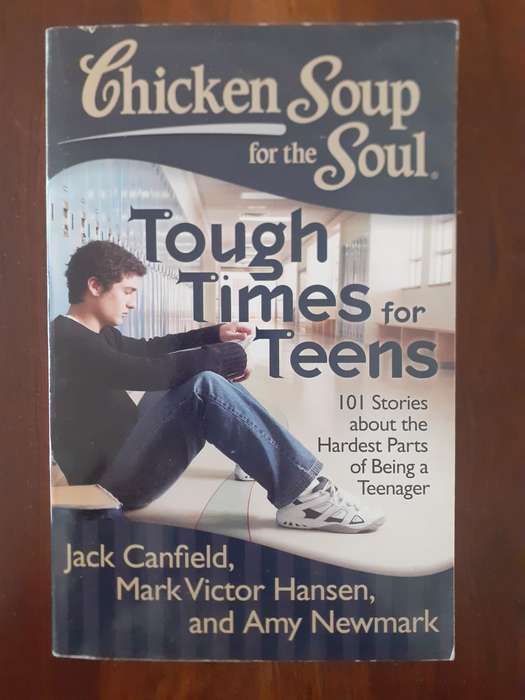 Chicken Soup
for the Soul®
Tough
Times for
Teens
101 Stories
about the
Hardest Parts
of Being a
Teenager
Jack Canfield,
Mark Victor Hansen,
and Amy Newmark